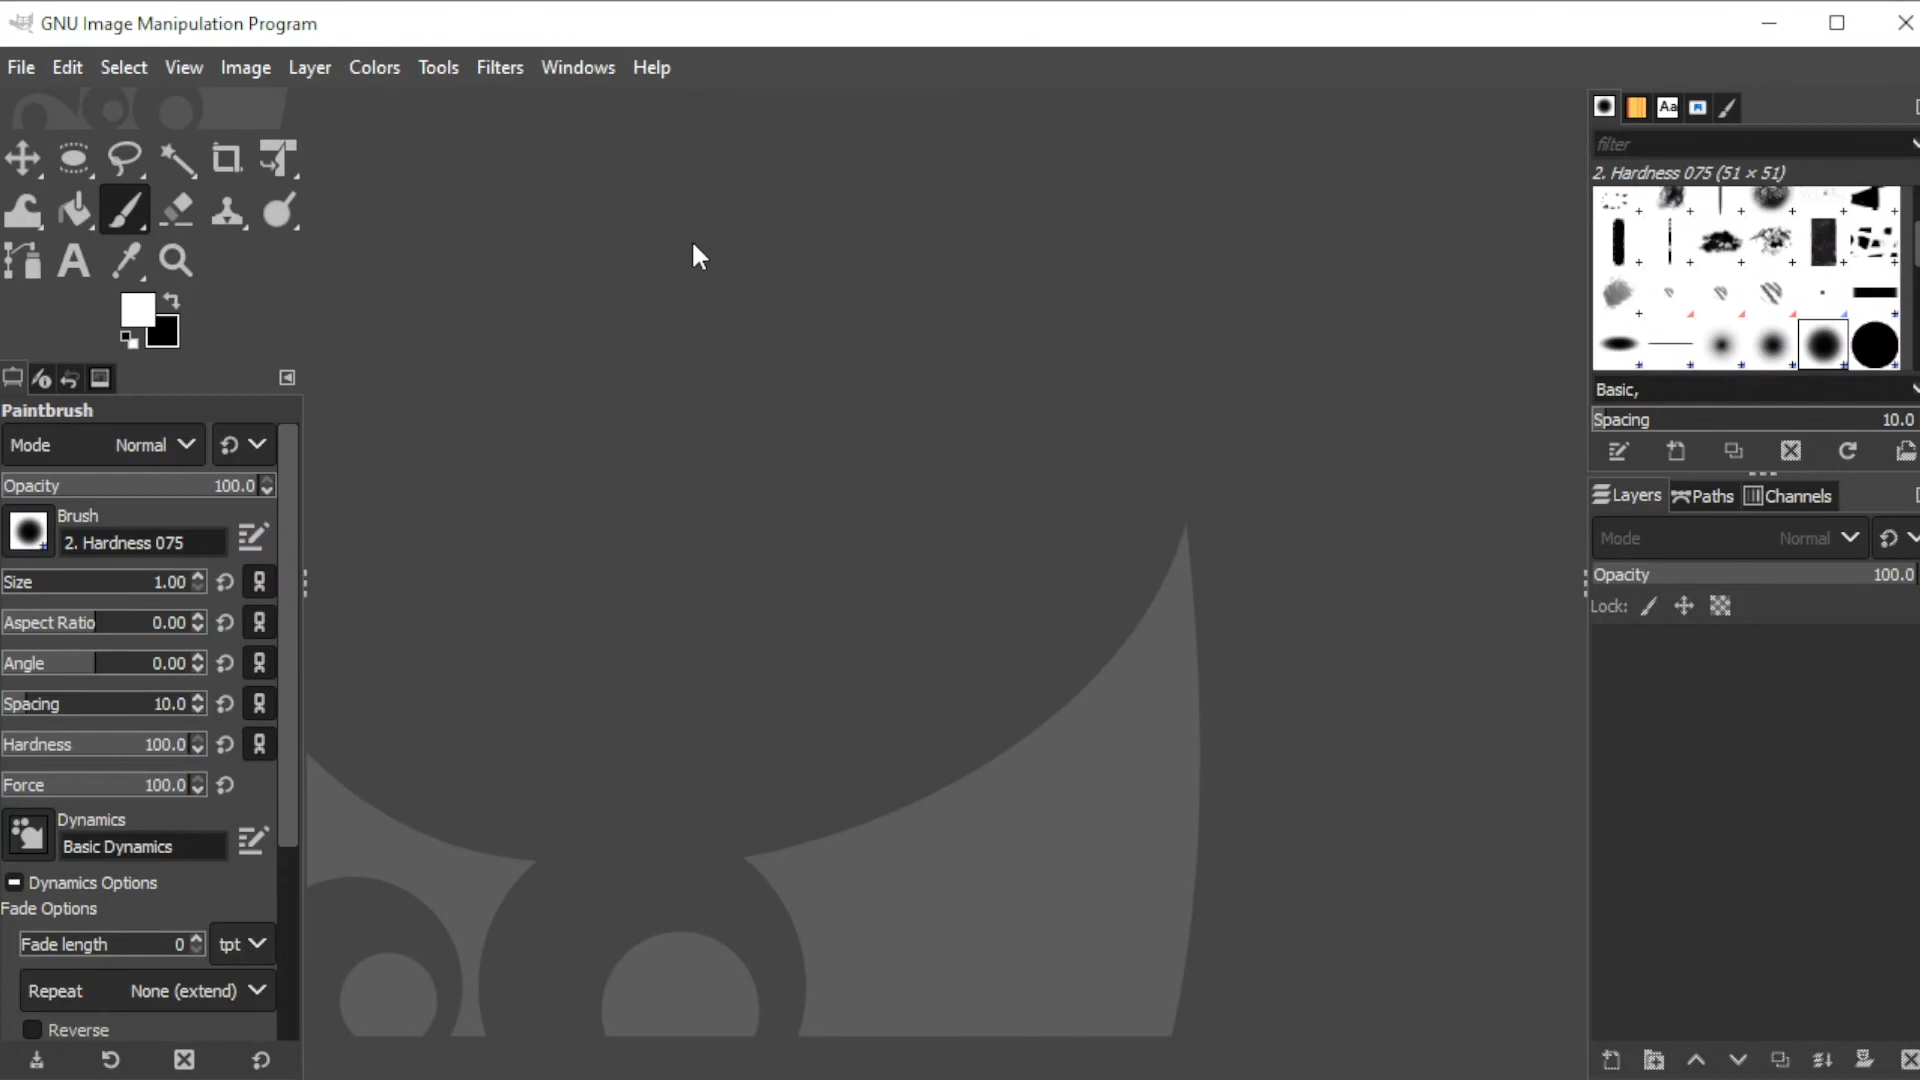 GNU Image Manipulation Program
File Edit Select View Image Layer Colors Tools Filters Windows Help
Aa
filter
2. Hardness 075 (51 × 51)
Basic,
Spacing 10.0
Paintbrush
Mode Normal
Opacity 100.0
Brush
2. Hardness 075
Size 1.00
Aspect Ratio 0.00
Angle 0.00
Spacing 10.0
Hardness 100.0
Force 100.0
Dynamics
Basic Dynamics
Dynamics Options
Fade Options
Fade length 0 tpt
Repeat None (extend)
Reverse
Layers Paths Channels
Mode Normal
Opacity 100.0
Lock: